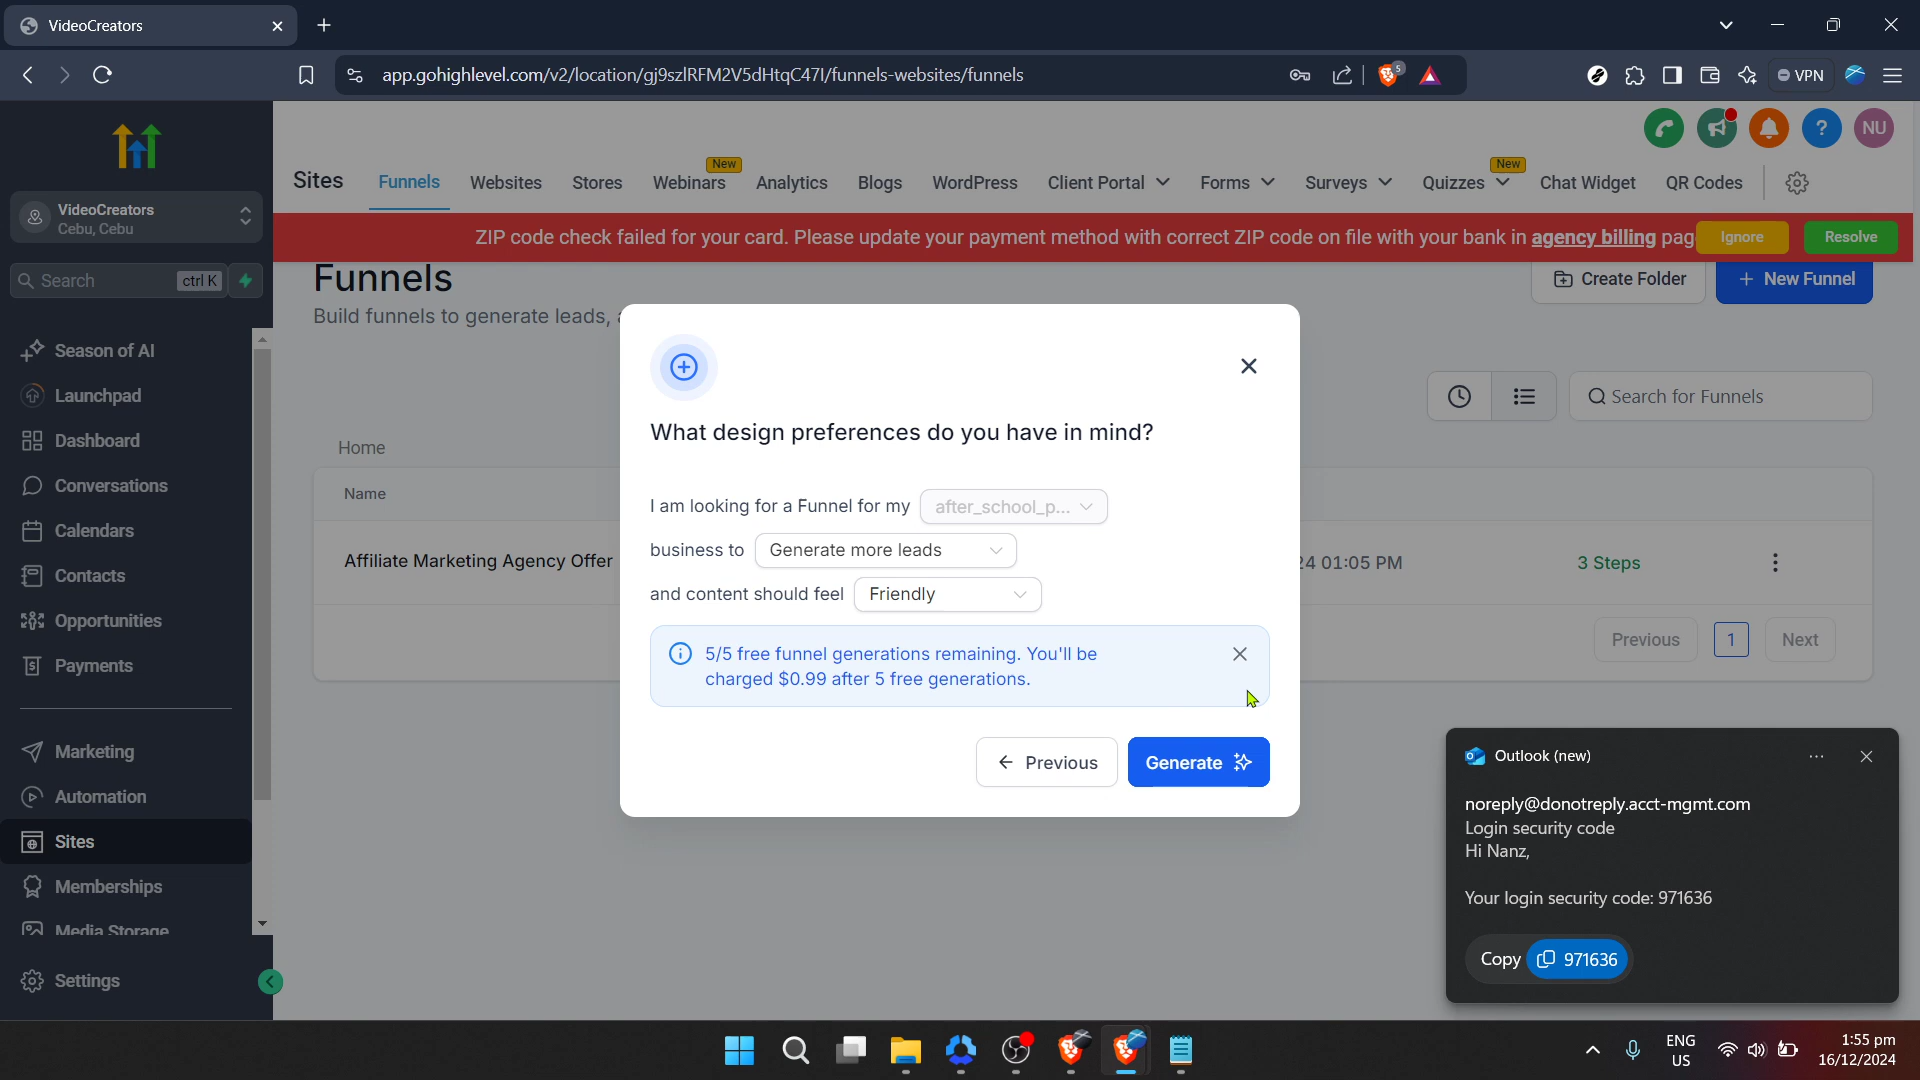 VideoCreators
app.gohighlevel.com/v2/location/gj9szlRFM2V5dHtqC47l/funnels-websites/funnels
5
VPN
VideoCreators
Cebu, Cebu
Search
ctrl K
Season of AI
Launchpad
Dashboard
Conversations
Calendars
Contacts
Opportunities
Payments
Marketing
Automation
Sites
Memberships
Media Storage
Settings
NU
Sites
Funnels
Websites
Stores
Webinars
New
Analytics
Blogs
WordPress
Client Portal
Forms
Surveys
Quizzes
New
Chat Widget
QR Codes
ZIP code check failed for your card. Please update your payment method with correct ZIP code on file with your bank in agency billing pag
Ignore
Resolve
Funnels
Build funnels to generate leads,
Create Folder
+ New Funnel
Search for Funnels
Home
Name
Affiliate Marketing Agency Offer
24 01:05 PM
3 Steps
Previous
1
Next
What design preferences do you have in mind?
I am looking for a Funnel for my
after_school_p...
business to
Generate more leads
and content should feel
Friendly
5/5 free funnel generations remaining. You'll be
charged $0.99 after 5 free generations.
Previous
Generate
Outlook (new)
noreply@donotreply.acct-mgmt.com
Login security code
Hi Nanz,
Your login security code: 971636
Copy
971636
ENG
US
1:55 pm
16/12/2024